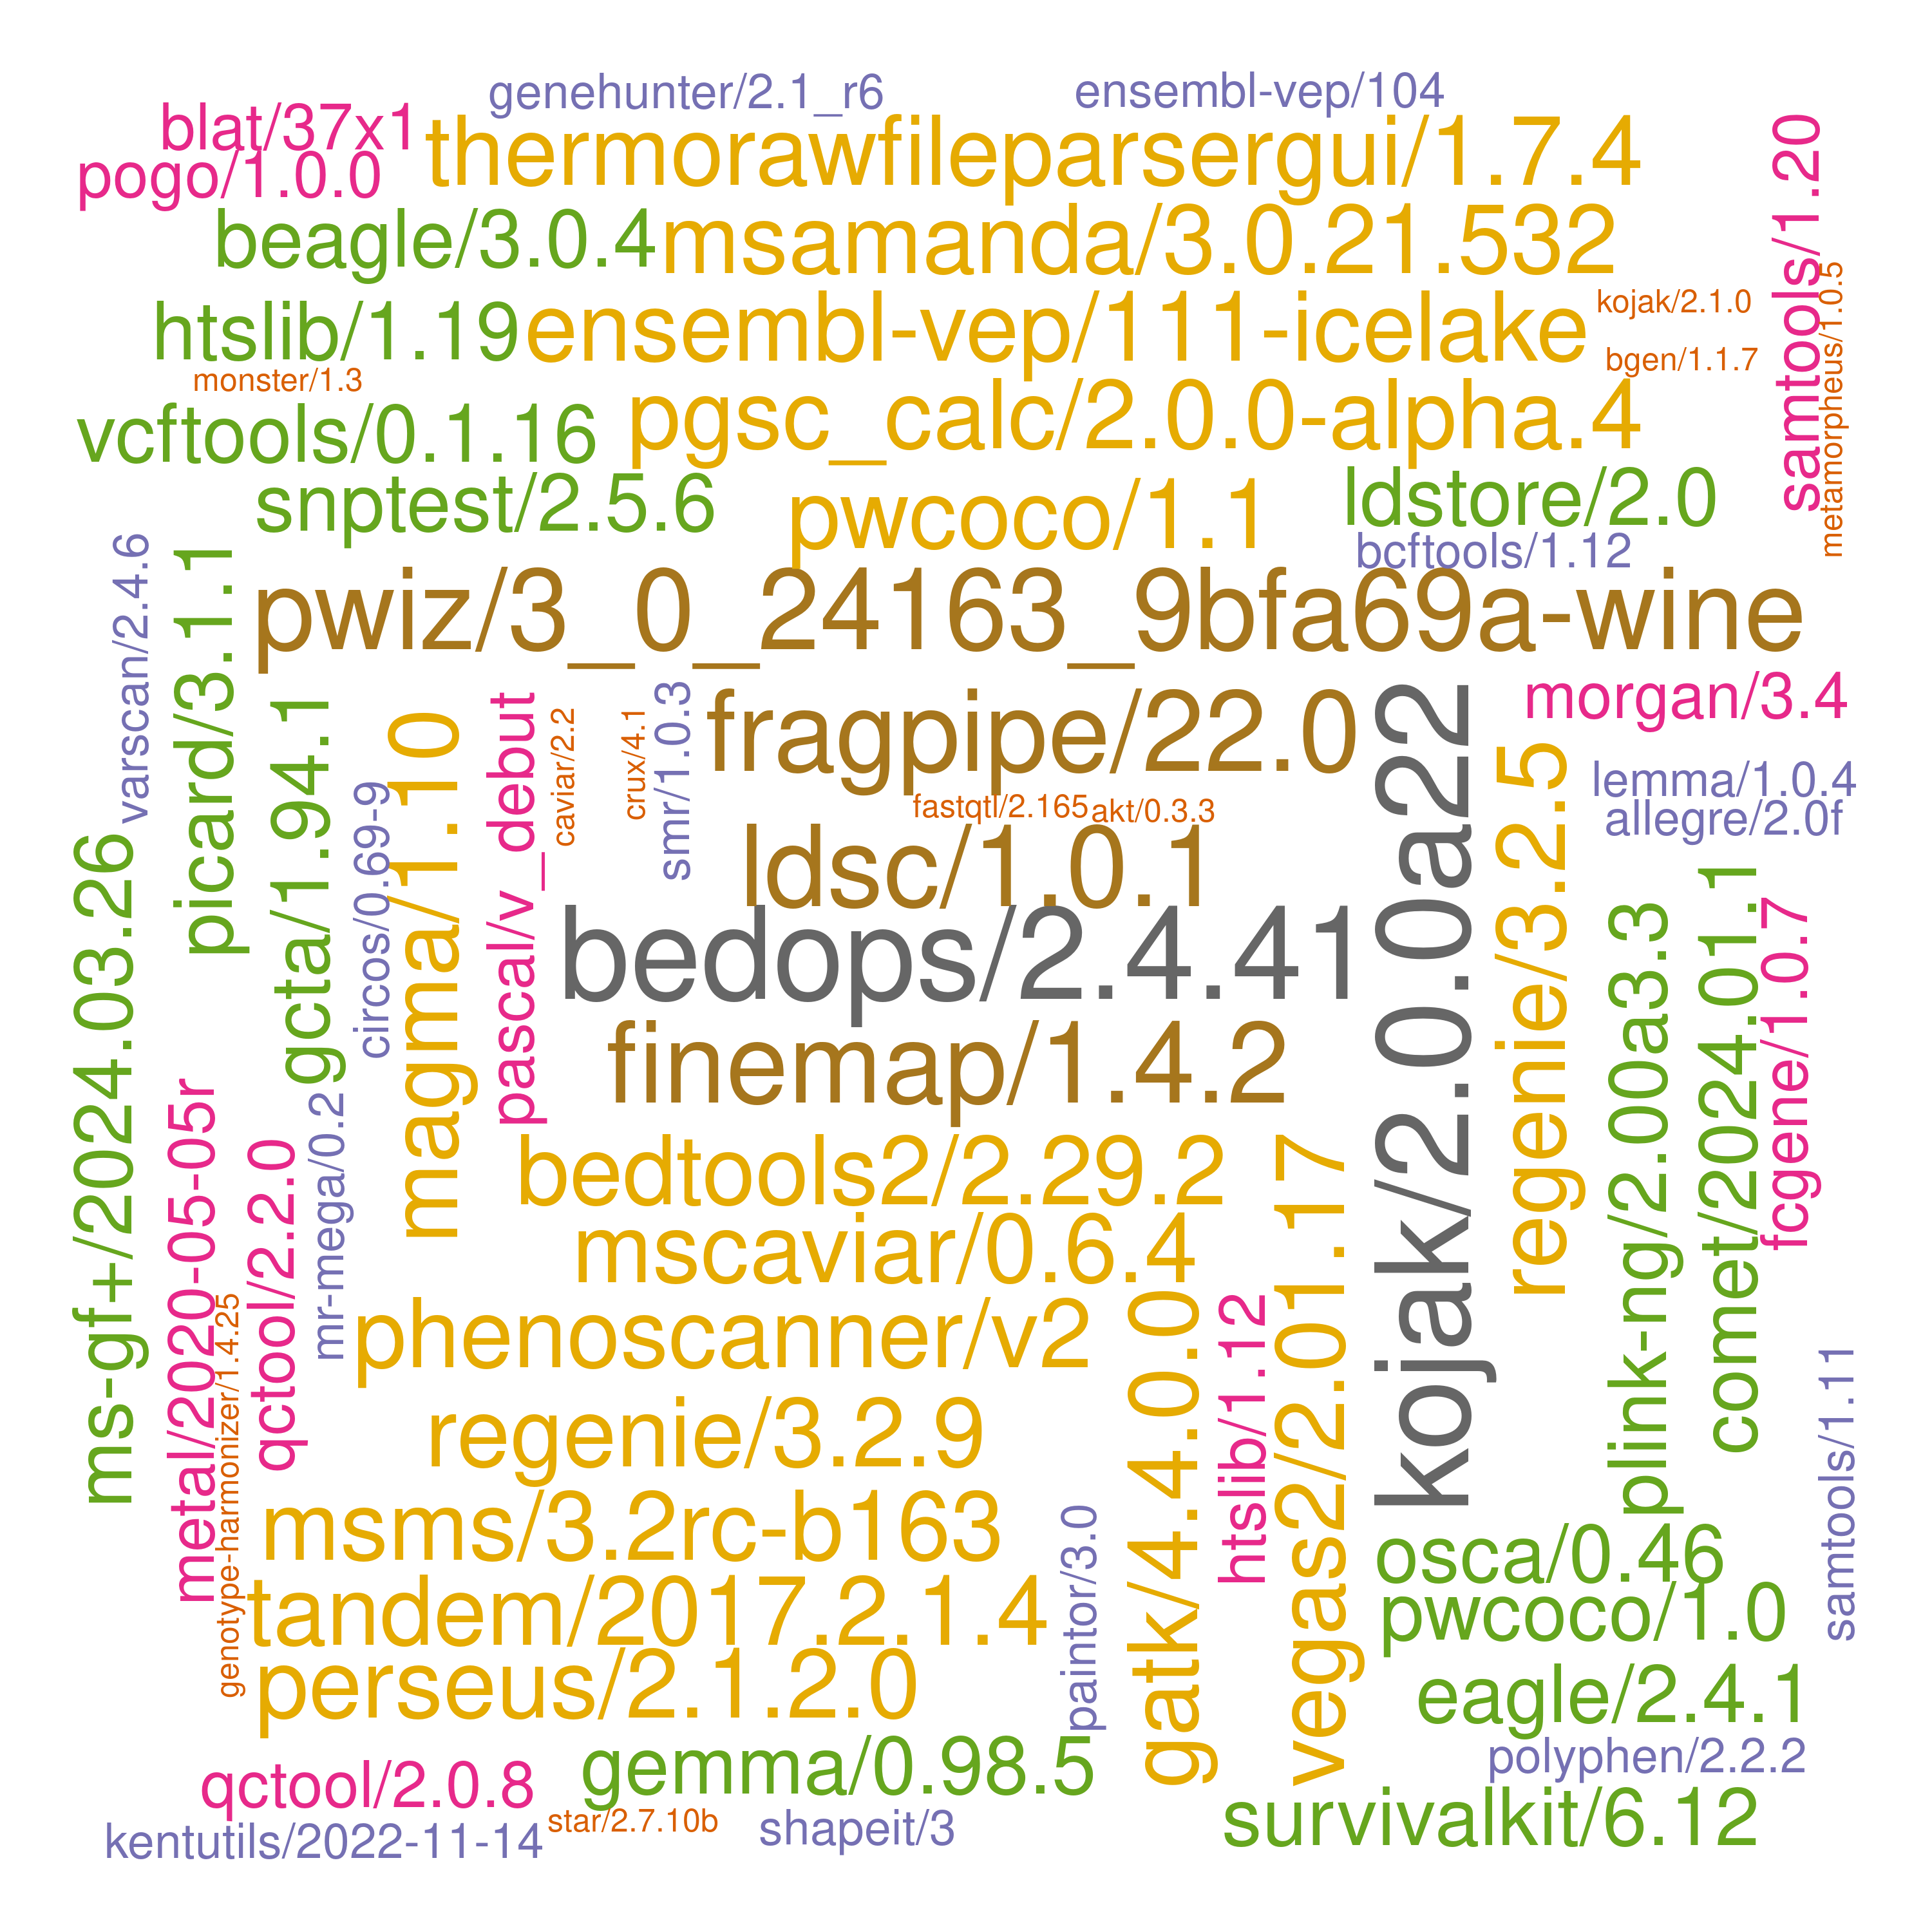 genehunter/2.1_r6
ensembl-vep/104
blat/37x1
thermorawfileparsergui/1.7.4
pogo/1.0.0
samtools/1.20
beagle/3.0.4
msamanda/3.0.21.532
htslib/1.19
ensembl-vep/111-icelake
kojak/2.1.0
metamorpheus/1.0.5
bgen/1.1.7
monster/1.3
vcftools/0.1.16
pgsc_calc/2.0.0-alpha.4
snptest/2.5.6
pwcoco/1.1
ldstore/2.0
bcftools/1.12
varscan/2.4.6
picard/3.1.1
pwiz/3_0_24163_9bfa69a-wine
morgan/3.4
gcta/1.94.1
magma/1.10
pascal/v_debut
caviar/2.2
crux/4.1
smr/1.0.3
fragpipe/22.0
kojak/2.0.0a22
regenie/3.2.5
lemma/1.0.4
allegre/2.0f
circos/0.69-9
fastqtl/2.165
akt/0.3.3
ldsc/1.0.1
ms-gf+/2024.03.26
bedops/2.4.41
plink-ng/2.00a3.3
comet/2024.01.1
fcgene/1.0.7
finemap/1.4.2
metal/2020-05-05r
qctool/2.2.0
mr-mega/0.2
bedtools2/2.29.2
mscaviar/0.6.4
vegas2/2.01.17
genotype-harmonizer/1.4.25
phenoscanner/v2
gatk/4.4.0.0
htslib/1.12
samtools/1.11
regenie/3.2.9
msms/3.2rc-b163
paintor/3.0
osca/0.46
tandem/2017.2.1.4
pwcoco/1.0
perseus/2.1.2.0
eagle/2.4.1
gemma/0.98.5
polyphen/2.2.2
qctool/2.0.8
star/2.7.10b
shapeit/3
survivalkit/6.12
kentutils/2022-11-14